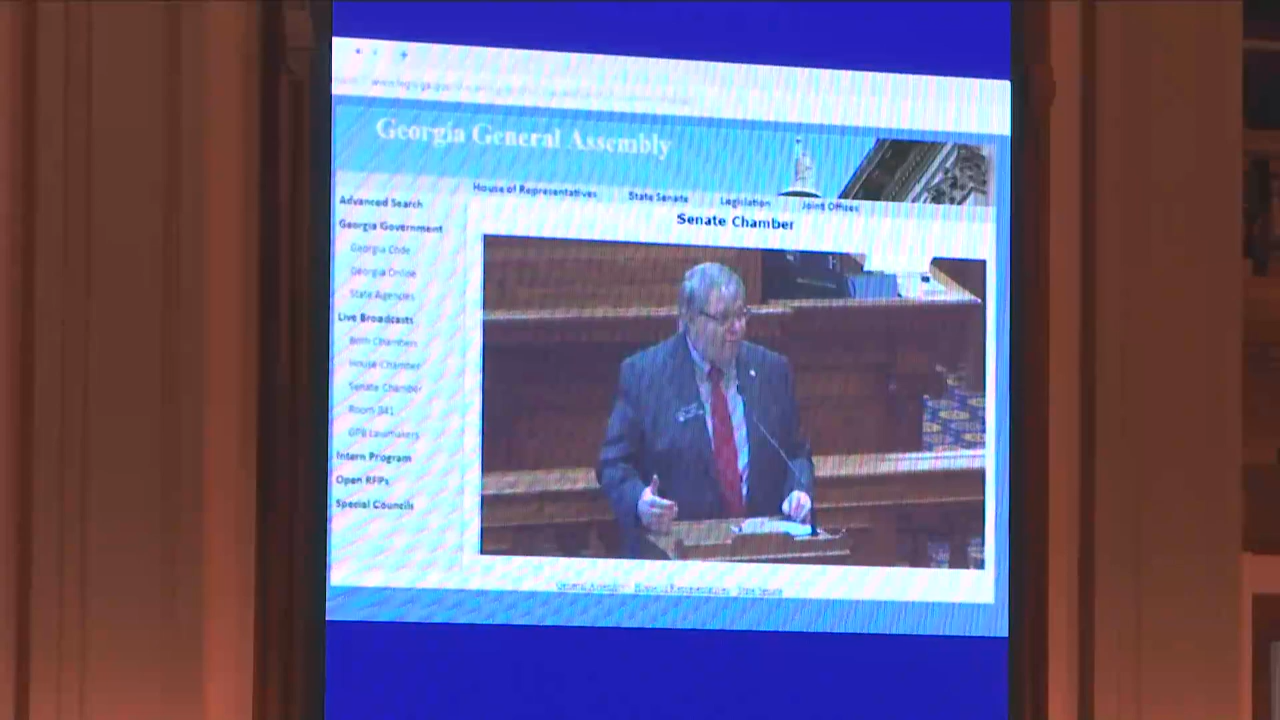 Georgia General Assembly
House of Representatives State Senate Legislation Joint Offices
Senate Chamber
Advanced Search
Georgia Government
Georgia Code
Georgia Online
State Agencies
Live Broadcasts
Both Chambers
House Chamber
Senate Chamber
Room 341
GPB Lawmakers
Intern Program
Open RFPs
Special Councils
General Assembly House of Representatives State Senate